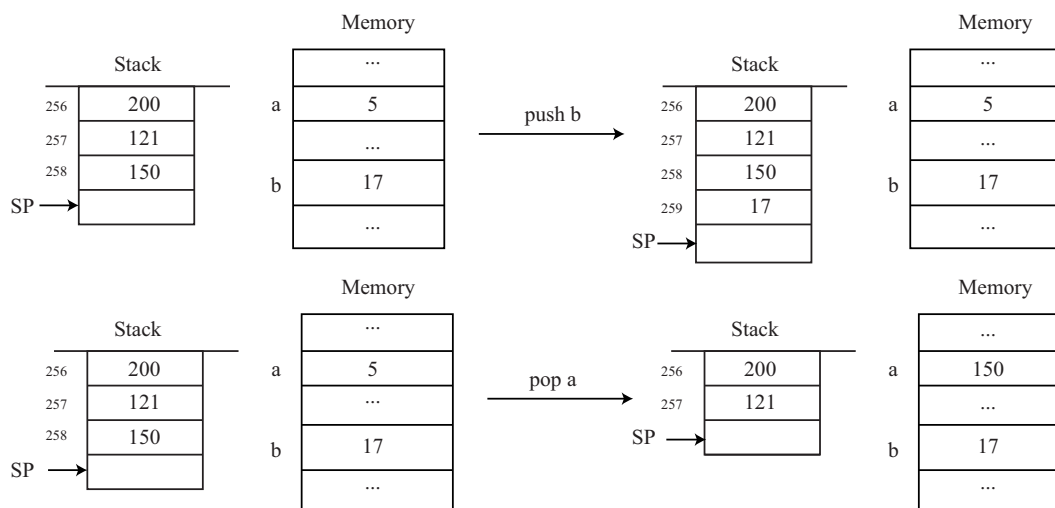 Memory Memory
Stack ... Stack ...
256 200 a 5 push b 256 200 a 5
257 121 ... 257 121 ...
258 150 b 17 258 150 b 17
SP ... 259 17 ...
SP
Memory Memory
Stack ... Stack ...
256 200 a 5 pop a 256 200 a 150
257 121 ... 257 121 ...
258 150 b 17 SP b 17
SP ... ...